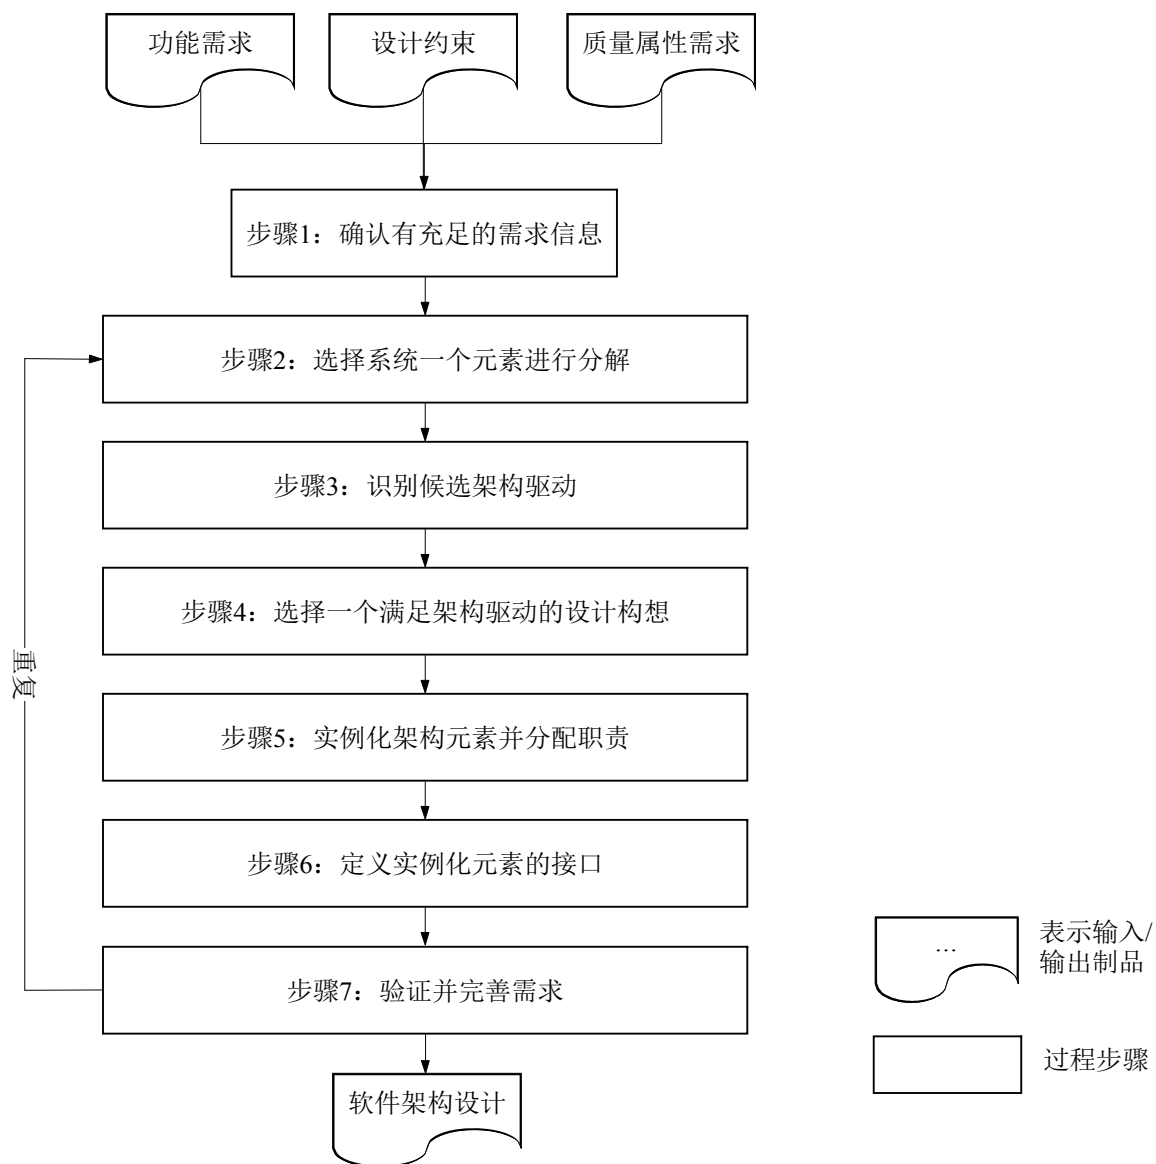 功能需求
设计约束
质量属性需求
步骤1：确认有充足的需求信息
步骤2：选择系统一个元素进行分解
步骤3：识别候选架构驱动
步骤4：选择一个满足架构驱动的设计构想
重复
步骤5：实例化架构元素并分配职责
步骤6：定义实例化元素的接口
步骤7：验证并完善需求
软件架构设计
…
表示输入/
输出制品
过程步骤